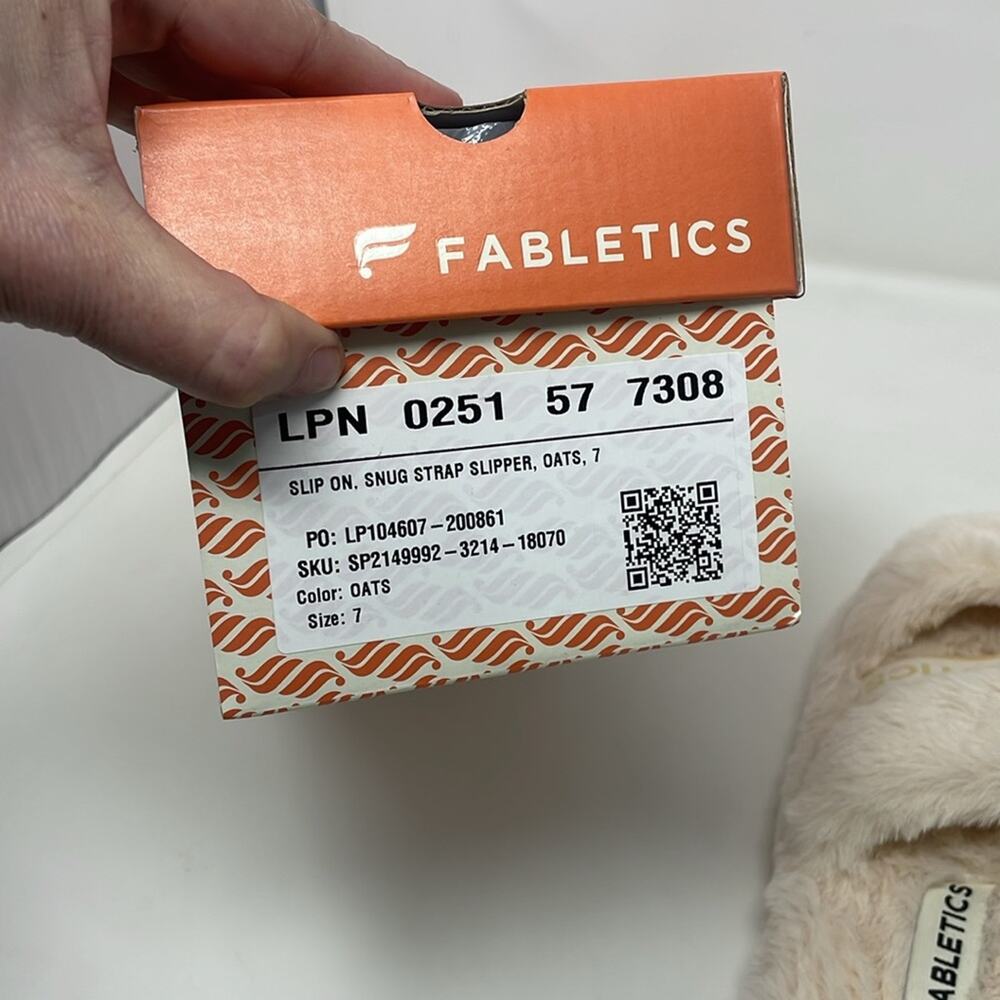 FABLETICS
LPN 0251 57 7308
SLIP ON, SNUG STRAP SLIPPER, OATS, 7
PO: LP104607-200861
SKU: SP2149992-3214-18070
Color: OATS
Size: 7
ABLETICS